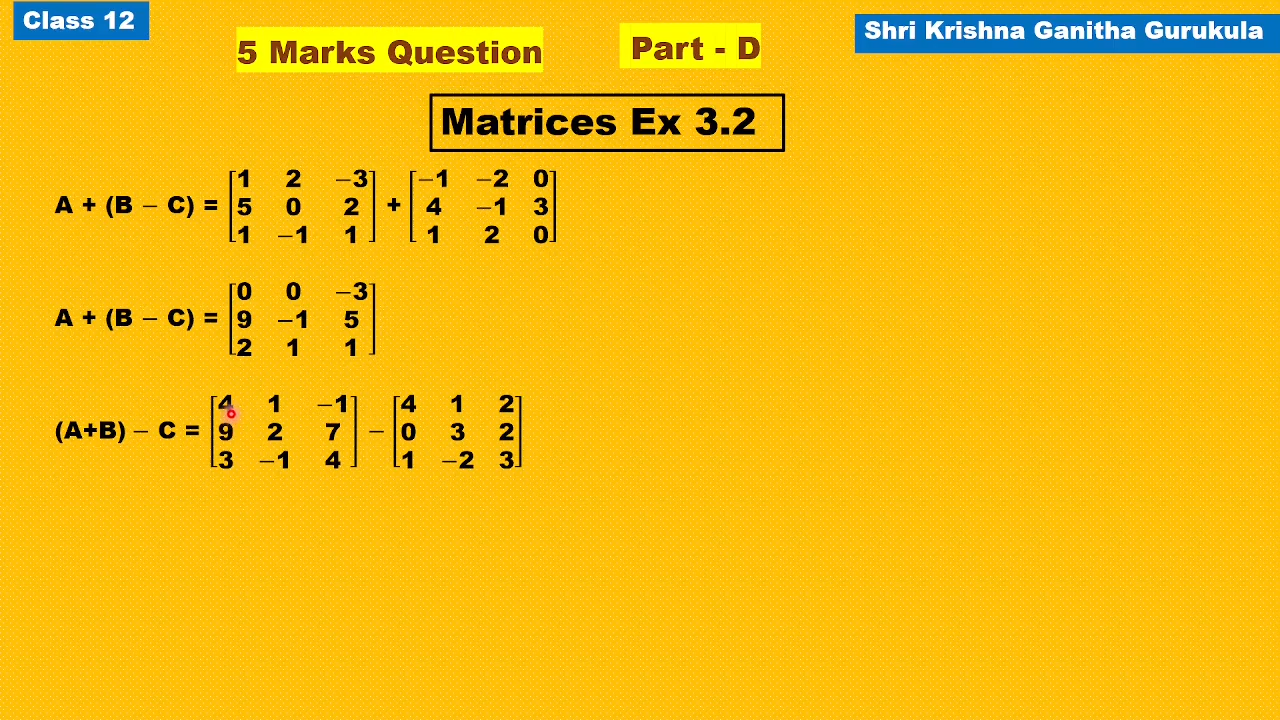 Class 12
Shri Krishna Ganitha Gurukula
5 Marks Question
Part - D
Matrices Ex 3.2
A + (B − C) = [1 2 −3 5 0 2 1 −1 1] + [−1 −2 0 4 −1 3 1 2 0]
A + (B − C) = [0 0 −3 9 −1 5 2 1 1]
(A+B) − C = [4 1 −1 9 2 7 3 −1 4] − [4 1 2 0 3 2 1 −2 3]